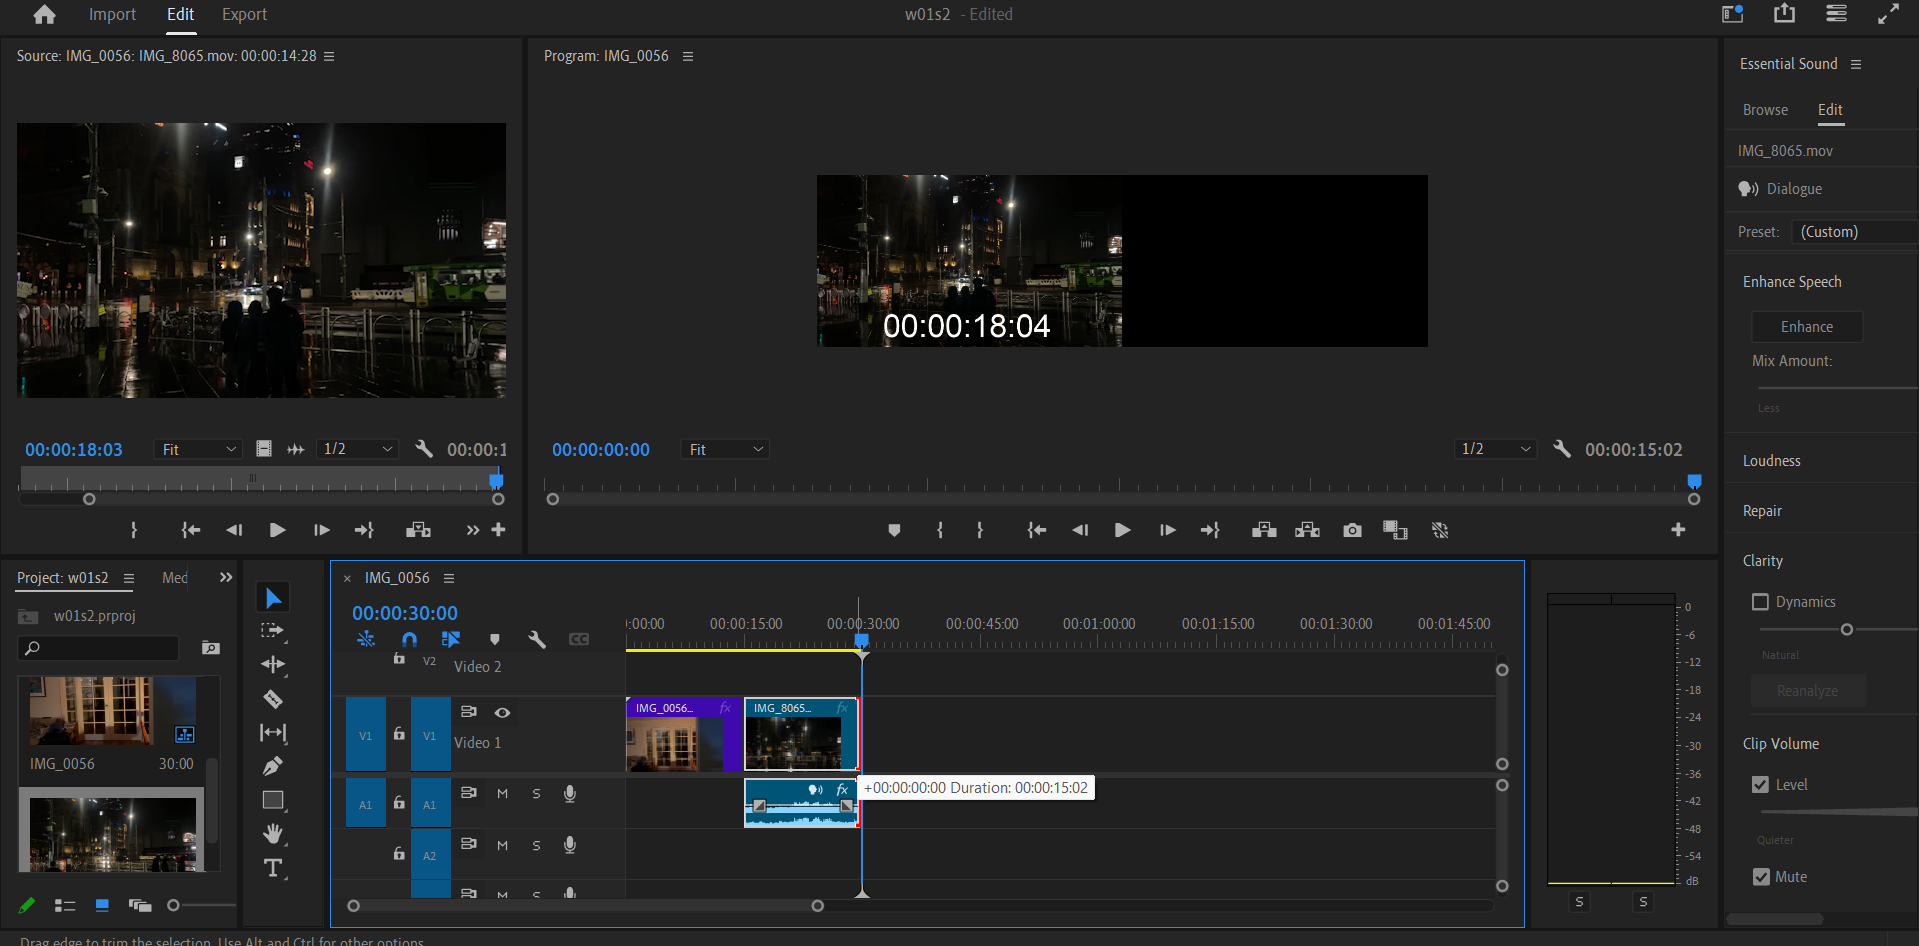 Import Edit Export
w01s2 - Edited
Source: IMG_0056: IMG_8065.mov: 00:00:14:28
Program: IMG_0056
Essential Sound
Browse Edit
IMG_8065.mov
Dialogue
Preset: (Custom)
Enhance Speech
Enhance
Mix Amount:
Less
00:00:18:04
00:00:18:03 Fit 1/2 00:00:1
00:00:00:00 Fit 1/2 00:00:15:02
Loudness
Repair
Clarity
Dynamics
Natural
Reanalyze
Clip Volume
Level
Quieter
Mute
Project: w01s2 Med
w01s2.prproj
IMG_0056 30:00
× IMG_0056
00:00:30:00
:00:00 00:00:15:00 00:00:30:00 00:00:45:00 00:01:00:00 00:01:15:00 00:01:30:00 00:01:45:00
CC
V2 Video 2
IMG_0056... fx IMG_8065... fx
V1 V1 Video 1
A1 A1 M S fx
+00:00:00:00 Duration: 00:00:15:02
A2 M S
M S
T
0
-6
-12
-18
-24
-30
-36
-42
-48
-54
dB
S S
Drag edge to trim the selection. Use Alt and Ctrl for other options.